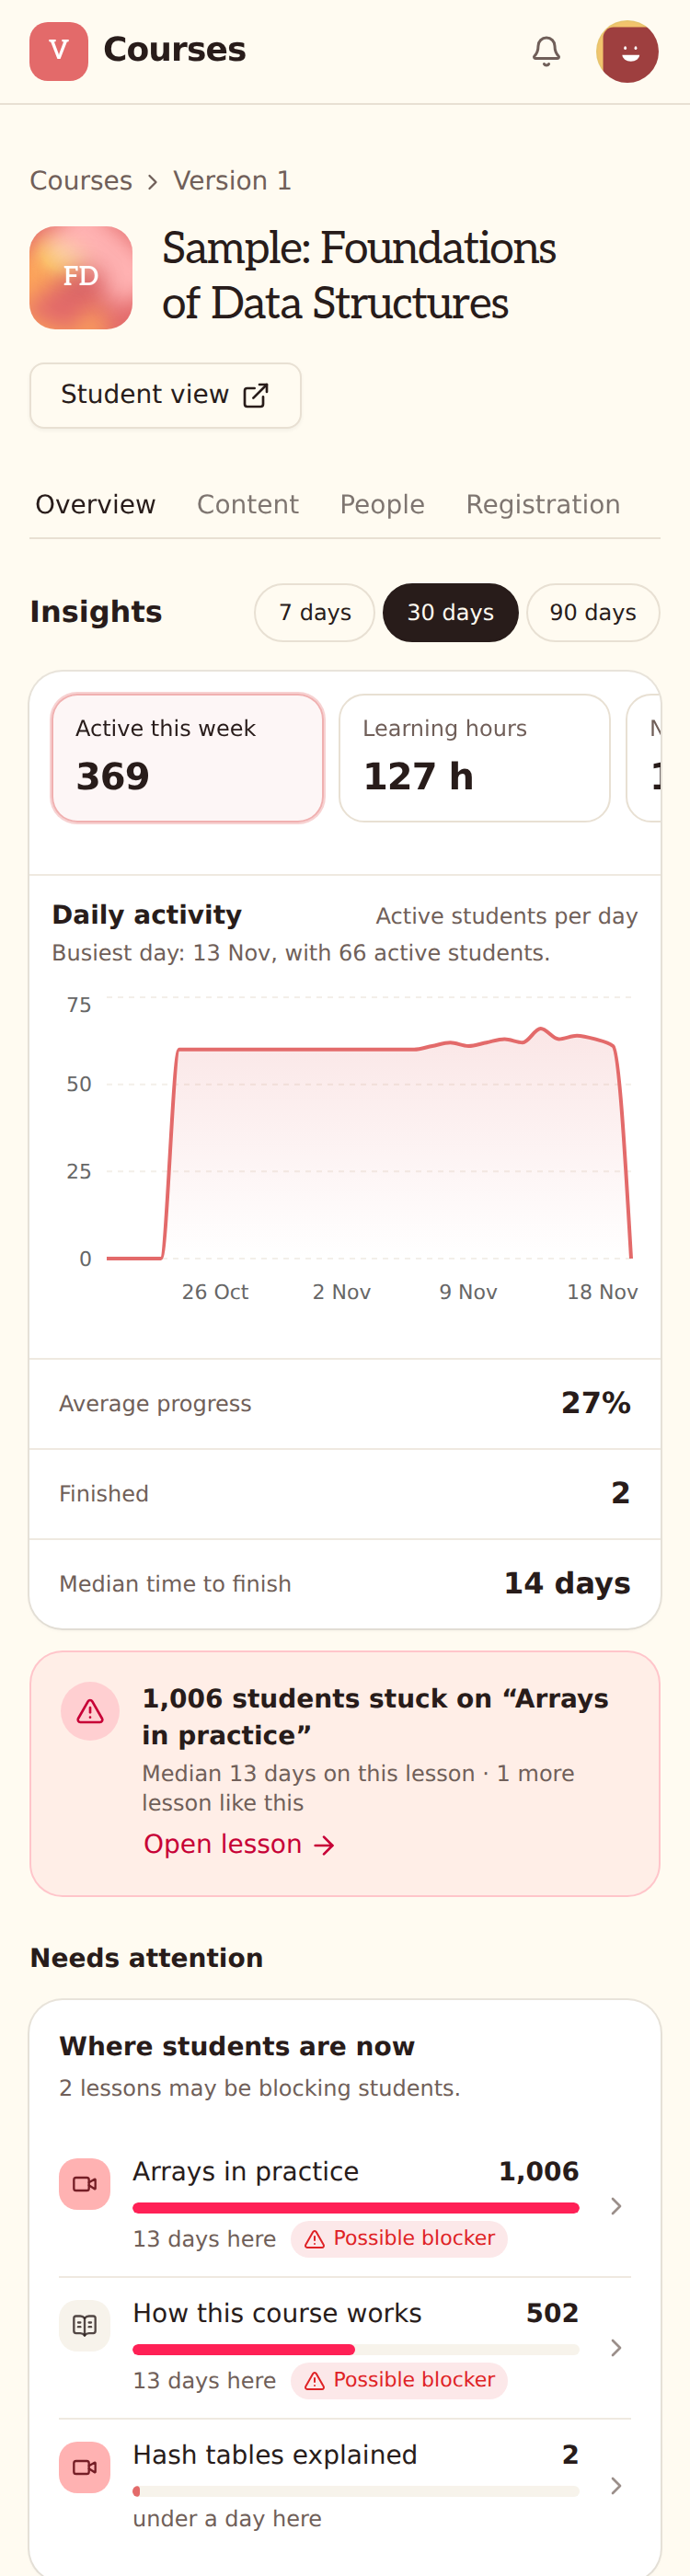 V Courses
Courses > Version 1
FD
Sample: Foundations
of Data Structures
Student view
Overview Content People Registration
Insights 7 days 30 days 90 days
Active this week Learning hours
369 127 h
Daily activity Active students per day
Busiest day: 13 Nov, with 66 active students.
75
50
25
0
26 Oct 2 Nov 9 Nov 18 Nov
Average progress 27%
Finished 2
Median time to finish 14 days
1,006 students stuck on “Arrays
in practice”
Median 13 days on this lesson · 1 more
lesson like this
Open lesson →
Needs attention
Where students are now
2 lessons may be blocking students.
Arrays in practice 1,006
13 days here Possible blocker
How this course works 502
13 days here Possible blocker
Hash tables explained 2
under a day here